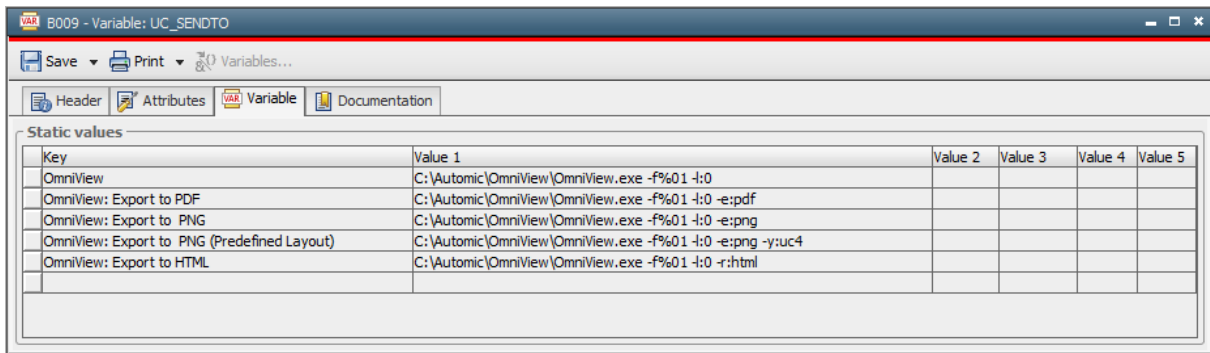 VAR B009 - Variable: UC_SENDTO
Save Print Variables...
Header Attributes VAR Variable Documentation
Static values
Key Value 1 Value 2 Value 3 Value 4 Value 5
OmniView C:\Automic\OmniView\OmniView.exe -f%01 -l:0
OmniView: Export to PDF C:\Automic\OmniView\OmniView.exe -f%01 -l:0 -e:pdf
OmniView: Export to  PNG C:\Automic\OmniView\OmniView.exe -f%01 -l:0 -e:png
OmniView: Export to  PNG (Predefined Layout) C:\Automic\OmniView\OmniView.exe -f%01 -l:0 -e:png -y:uc4
OmniView: Export to HTML C:\Automic\OmniView\OmniView.exe -f%01 -l:0 -r:html